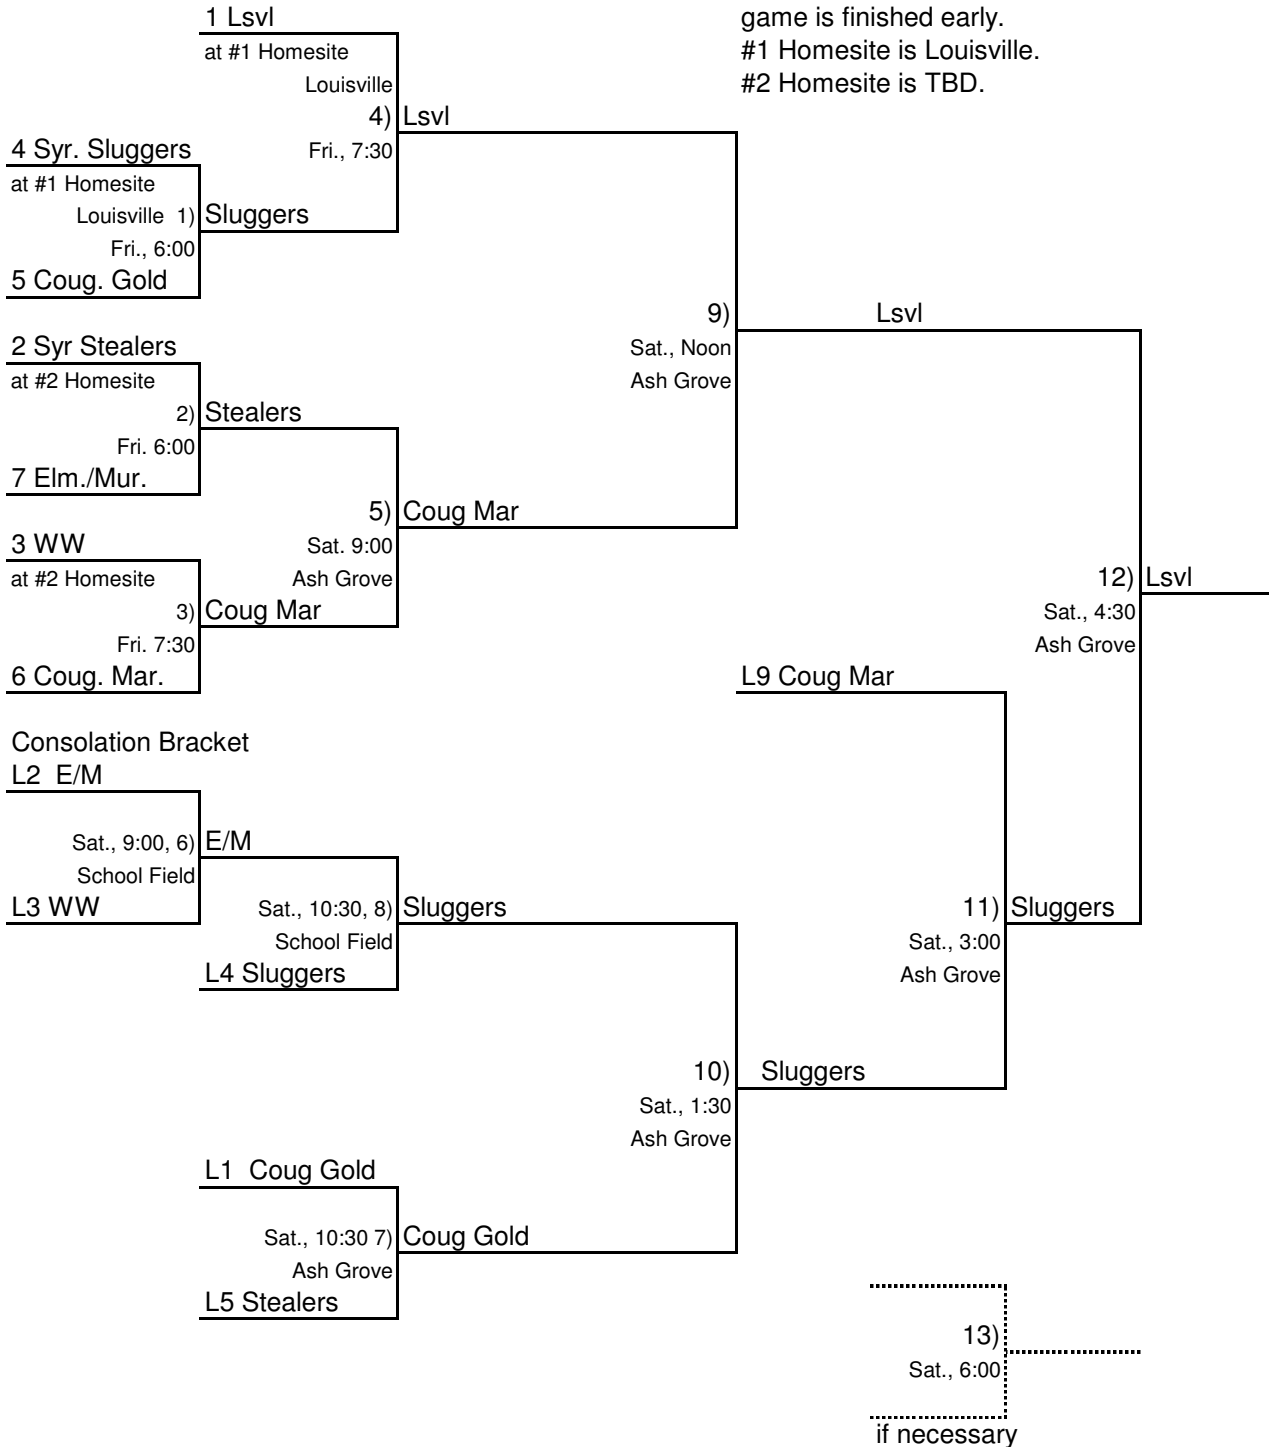 1 Lsvl
game is finished early.
at #1 Homesite
#1 Homesite is Louisville.
Louisville
#2 Homesite is TBD.
4) Lsvl
4 Syr. Sluggers
Fri., 7:30
at #1 Homesite
Louisville 1) Sluggers
Fri., 6:00
5 Coug. Gold
9) Lsvl
2 Syr Stealers
Sat., Noon
at #2 Homesite
Ash Grove
2) Stealers
Fri. 6:00
7 Elm./Mur.
5) Coug Mar
3 WW
Sat. 9:00
at #2 Homesite
Ash Grove
12) Lsvl
3) Coug Mar
Sat., 4:30
Fri. 7:30
Ash Grove
6 Coug. Mar.
L9 Coug Mar
Consolation Bracket
L2 E/M
Sat., 9:00, 6) E/M
School Field
L3 WW
Sat., 10:30, 8) Sluggers
11) Sluggers
School Field
Sat., 3:00
L4 Sluggers
Ash Grove
10) Sluggers
Sat., 1:30
Ash Grove
L1 Coug Gold
Sat., 10:30 7) Coug Gold
Ash Grove
L5 Stealers
13)
Sat., 6:00
if necessary